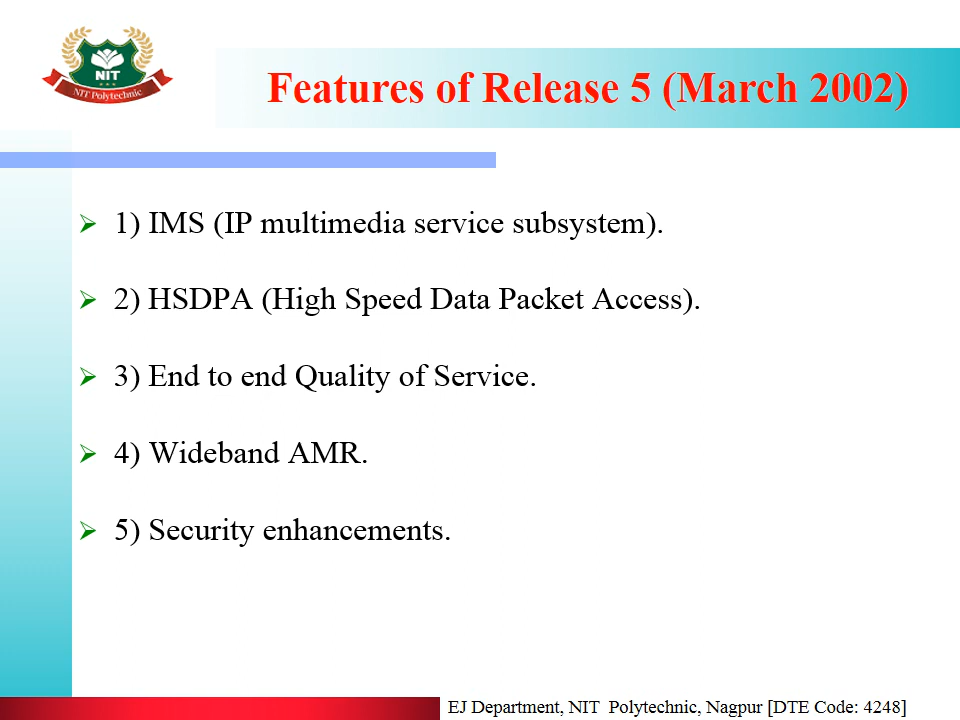 NIT
NIT Polytechnic
Features of Release 5 (March 2002)
1) IMS (IP multimedia service subsystem).
2) HSDPA (High Speed Data Packet Access).
3) End to end Quality of Service.
4) Wideband AMR.
5) Security enhancements.
EJ Department, NIT Polytechnic, Nagpur [DTE Code: 4248]